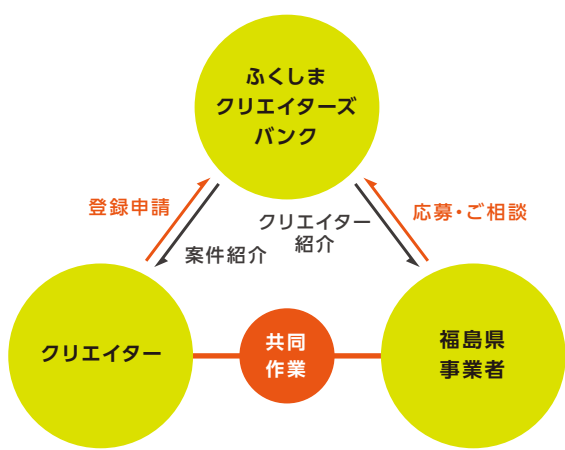 ふくしま
クリエイターズ
バンク
登録申請
案件紹介
クリエイター
紹介
応募・ご相談
クリエイター
共同
作業
福島県
事業者